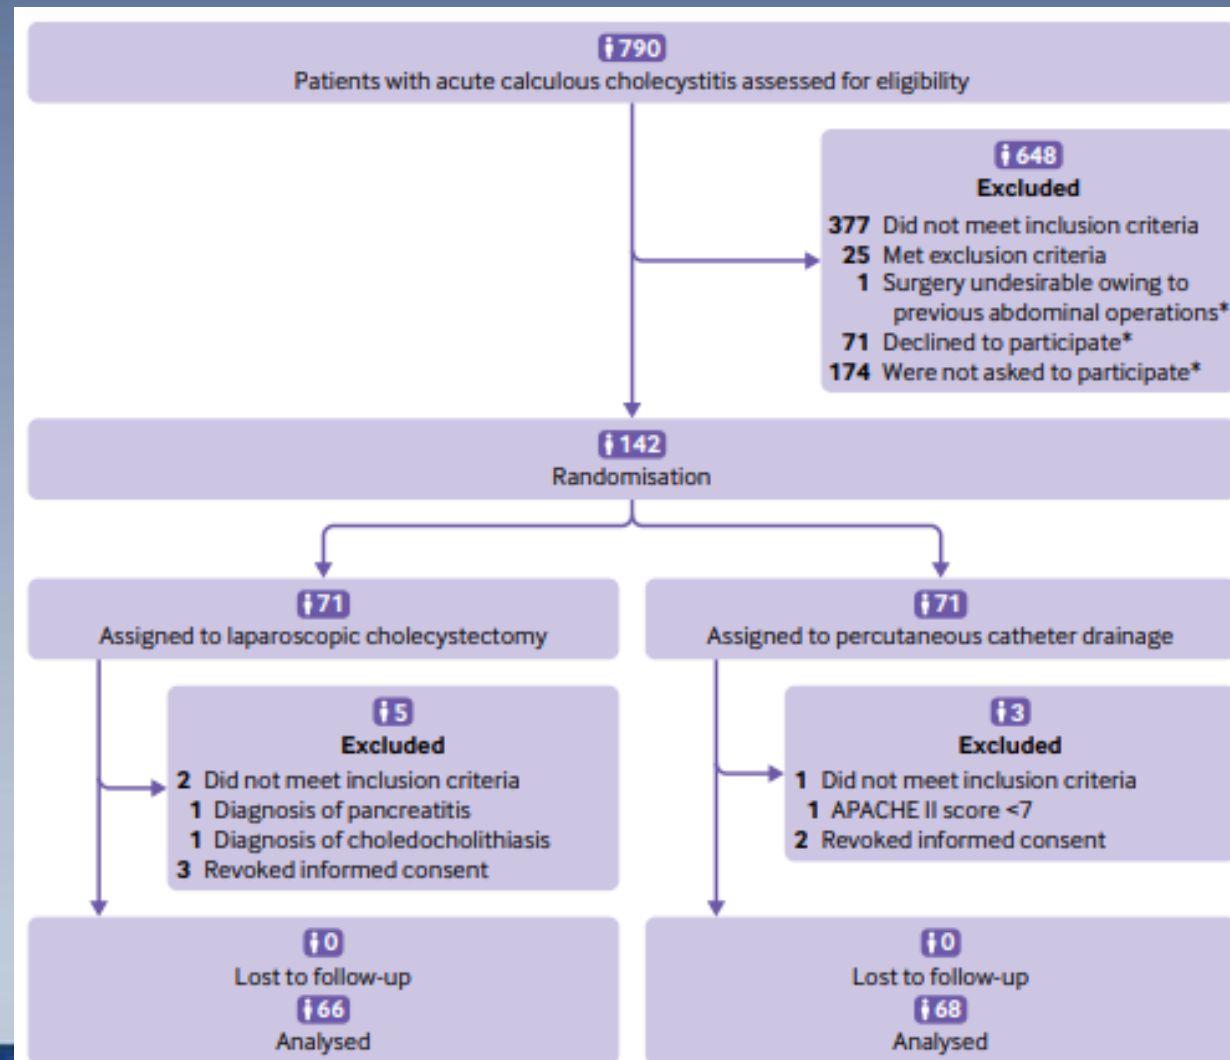 790
Patients with acute calculous cholecystitis assessed for eligibility
648
Excluded
377 Did not meet inclusion criteria
25 Met exclusion criteria
1 Surgery undesirable owing to
previous abdominal operations*
71 Declined to participate*
174 Were not asked to participate*
142
Randomisation
71
Assigned to laparoscopic cholecystectomy
5
Excluded
2 Did not meet inclusion criteria
1 Diagnosis of pancreatitis
1 Diagnosis of choledocholithiasis
3 Revoked informed consent
0
Lost to follow-up
66
Analysed
71
Assigned to percutaneous catheter drainage
3
Excluded
1 Did not meet inclusion criteria
1 APACHE II score <7
2 Revoked informed consent
0
Lost to follow-up
68
Analysed